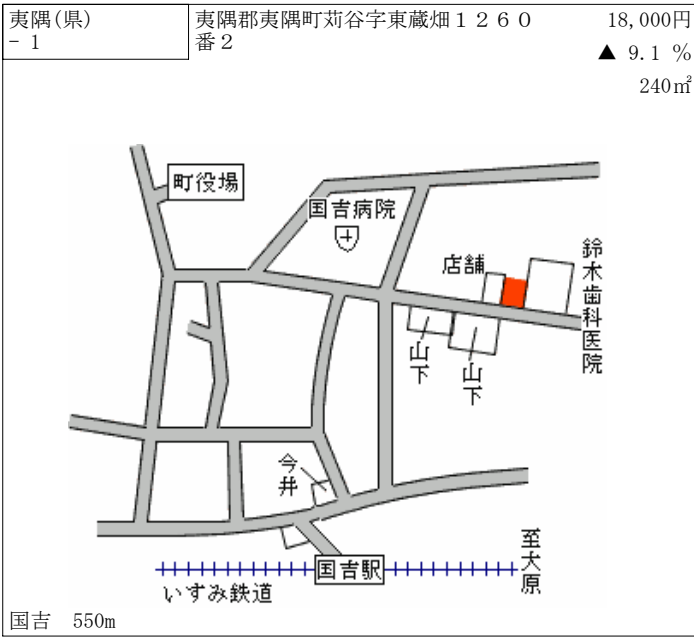 夷隅(県)
- 1
夷隅郡夷隅町苅谷字東蔵畑１２６０
番２
18,000円
▲ 9.1 %
240㎡
町役場
国吉病院
店舗
鈴木歯科医院
山下
山下
今井
国吉駅
至大原
いすみ鉄道
国吉　550m